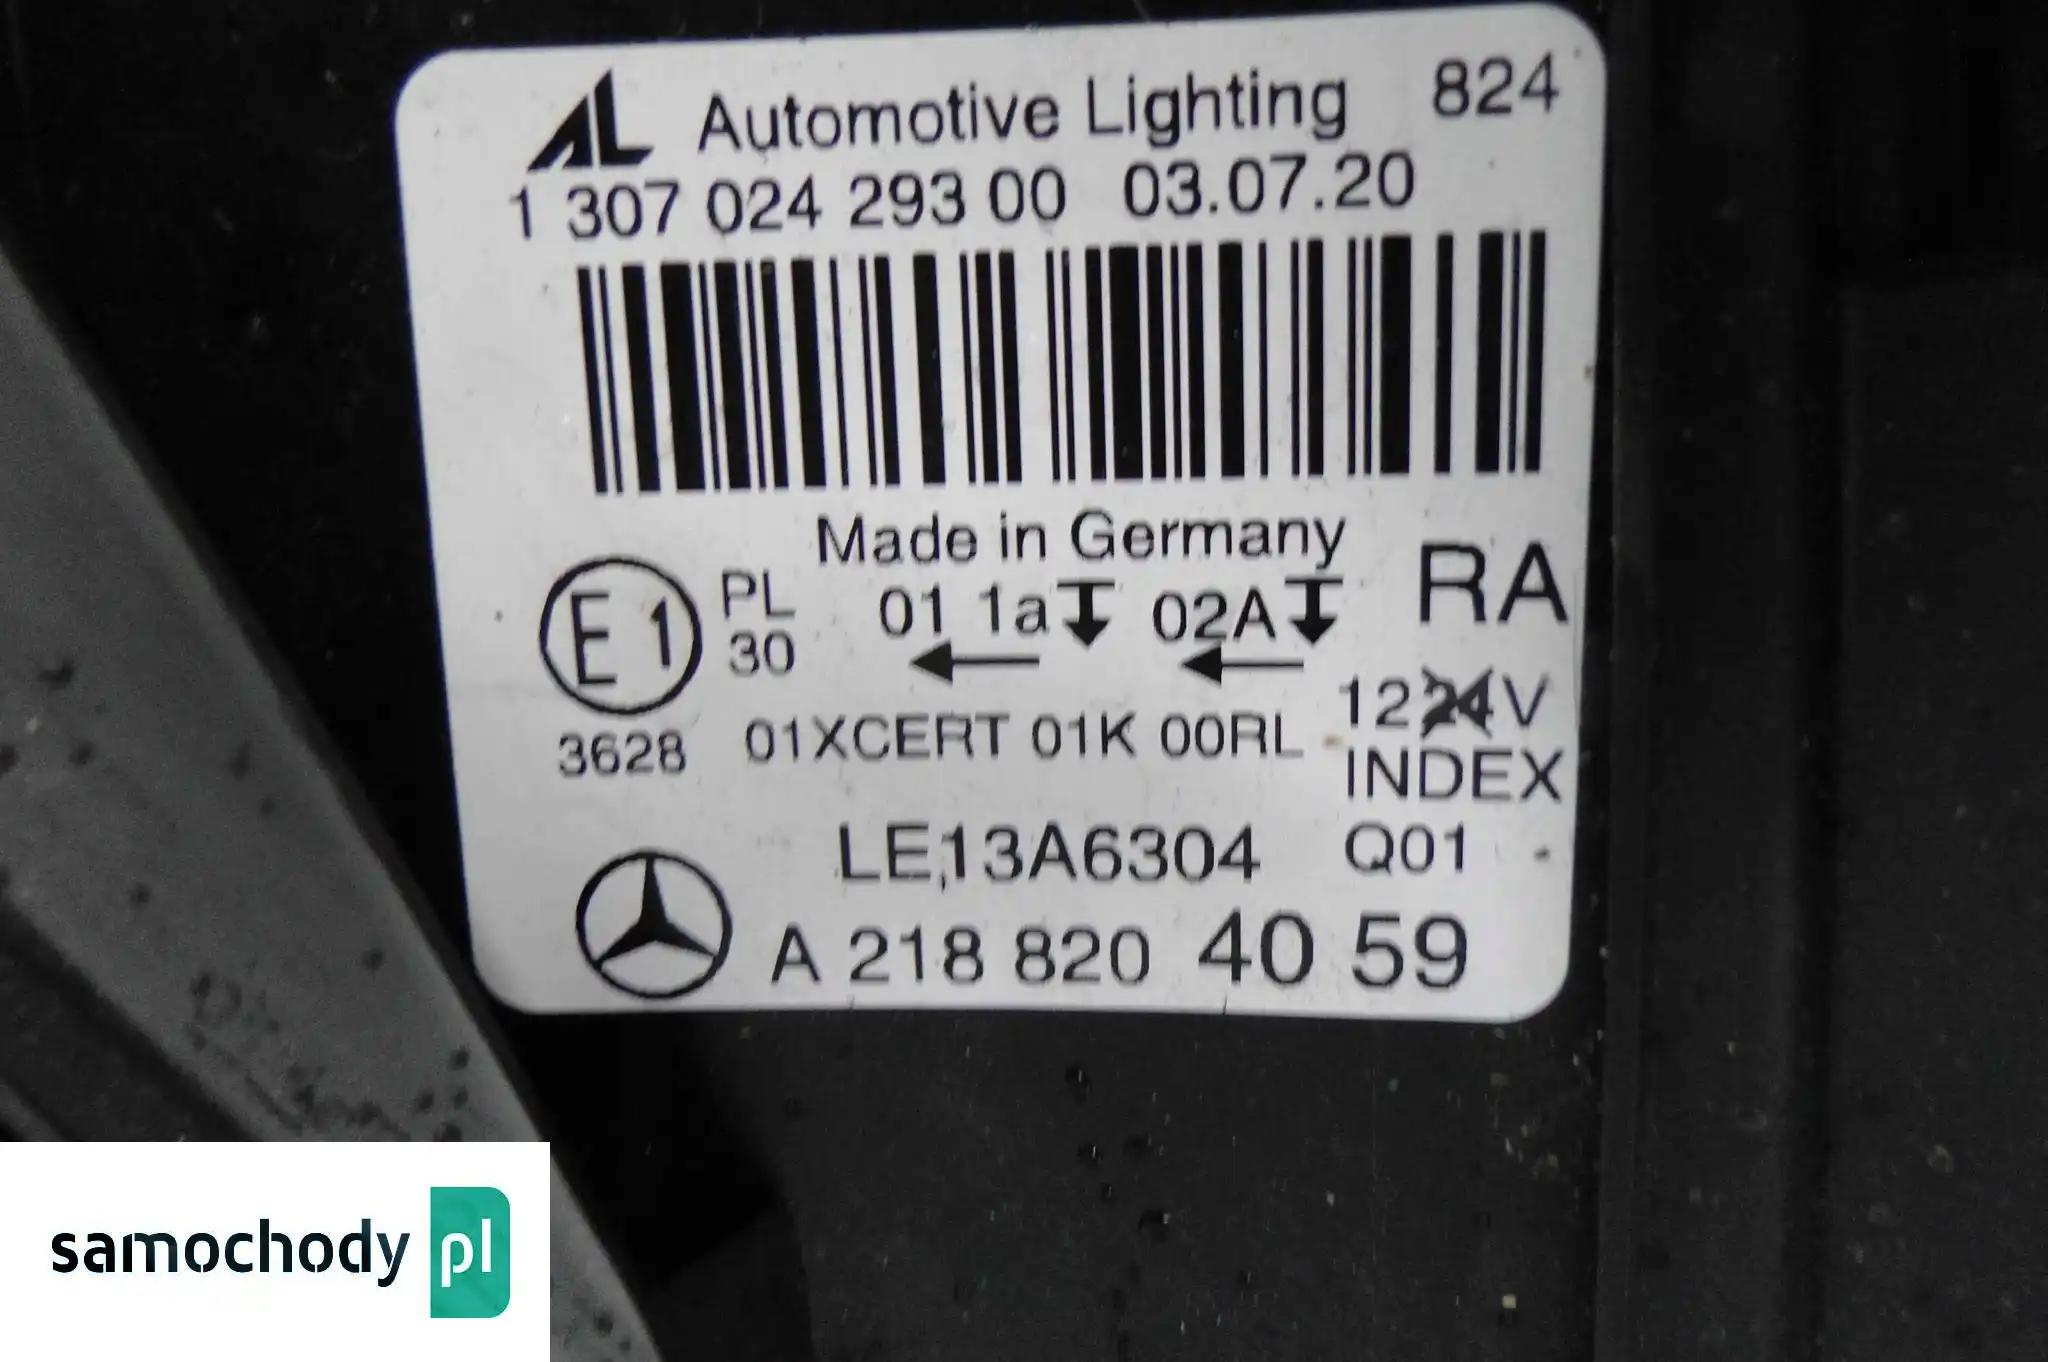 AL Automotive Lighting 824
1 307 024 293 00 03.07.20
Made in Germany
E1 PL 30 01 1a 02A RA
3628 01XCERT 01K 00RL 1224V
INDEX
LE13A6304 Q01
A 218 820 40 59
samochody pl